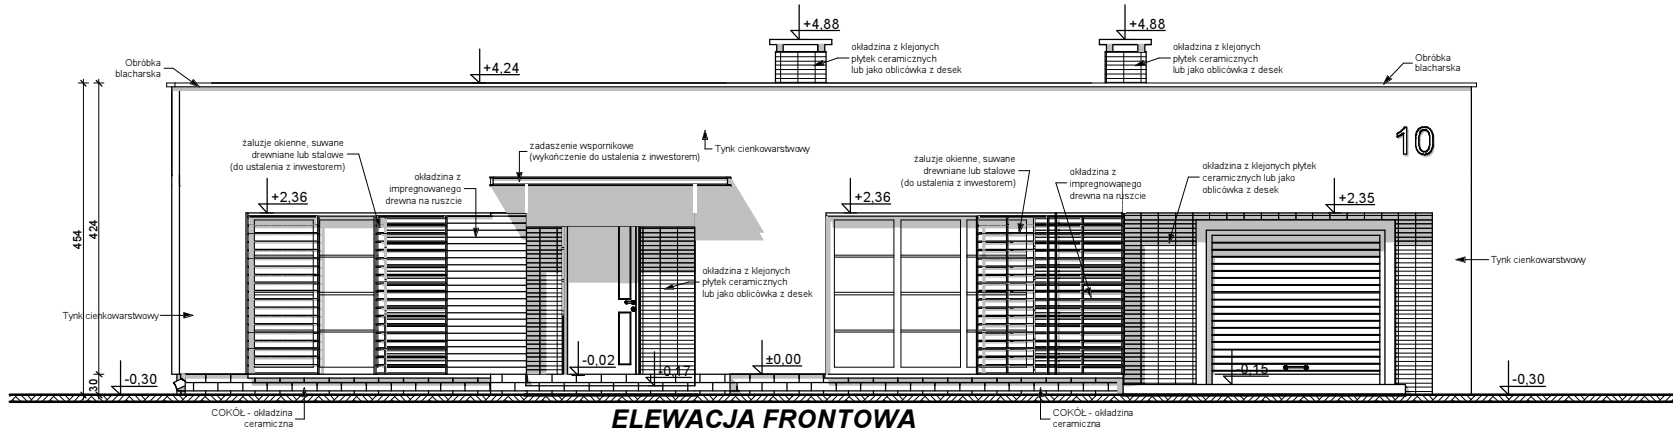 +4,88
+4,88
okładzina z klejonych
płytek ceramicznych
lub jako oblicówka z desek
okładzina z klejonych
płytek ceramicznych
lub jako oblicówka z desek
Obróbka
blacharska
+4,24
Obróbka
blacharska
10
żaluzje okienne, suwane
drewniane lub stalowe
(do ustalenia z inwestorem)
zadaszenie wspornikowe
(wykończenie do ustalenia z inwestorem)
Tynk cienkowarstwowy
żaluzje okienne, suwane
drewniane lub stalowe
(do ustalenia z inwestorem)
okładzina z klejonych płytek
ceramicznych lub jako
oblicówka z desek
okładzina z
impregnowanego
drewna na ruszcie
okładzina z
impregnowanego
drewna na ruszcie
+2,36
+2,36
+2,35
454
424
30
okładzina z klejonych
płytek ceramicznych
lub jako oblicówka z desek
Tynk cienkowarstwowy
Tynk cienkowarstwowy
-0,02
±0,00
-0,17
-0,15
-0,30
-0,30
COKÓŁ - okładzina
ceramiczna
ELEWACJA FRONTOWA
COKÓŁ - okładzina
ceramiczna